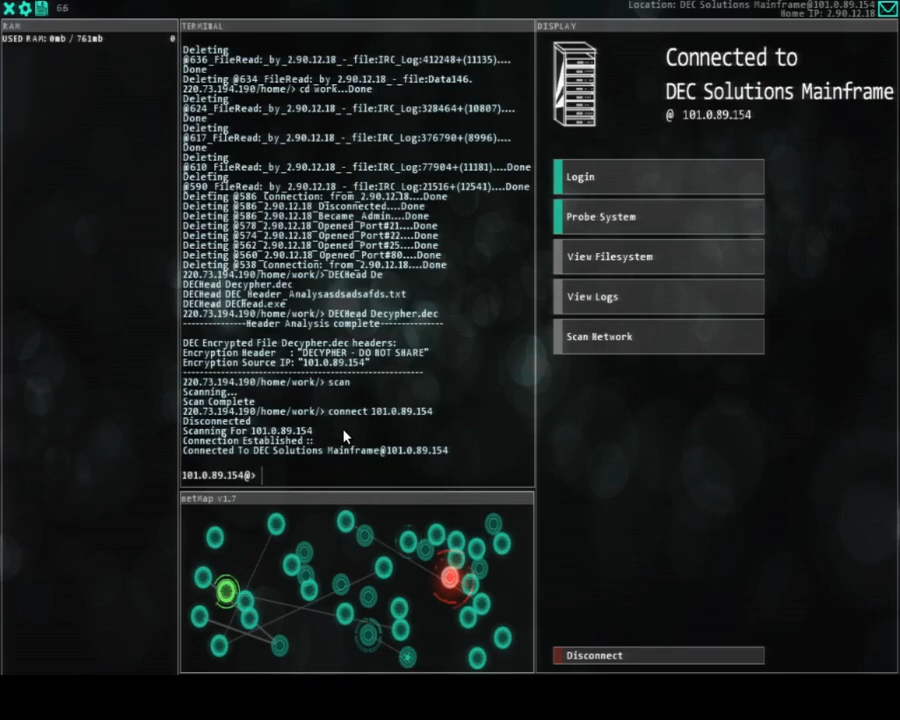 66
Location: DEC Solutions Mainframe@101.0.89.154
Home IP: 2.90.12.18
RAM
USED RAM: 0mb / 761mb 0
TERMINAL
Deleting
@636_FileRead:_by_2.90.12.18_-_file:IRC_Log:412248+(11135)....
Done
Deleting @634_FileRead:_by_2.90.12.18_-_file:Data146.
220.73.194.190/home/> cd work...Done
Deleting
@624_FileRead:_by_2.90.12.18_-_file:IRC_Log:328464+(10807)....
Done
Deleting
@617_FileRead:_by_2.90.12.18_-_file:IRC_Log:376790+(8996)....
Done
Deleting
@610_FileRead:_by_2.90.12.18_-_file:IRC_Log:77904+(11181)....Done
Deleting
@590_FileRead:_by_2.90.12.18_-_file:IRC_Log:21516+(12541)....Done
Deleting @586_Connection:_from_2.90.12.18....Done
Deleting @586_2.90.12.18_Disconnected....Done
Deleting @586_2.90.12.18_Became_Admin....Done
Deleting @578_2.90.12.18_Opened_Port#21....Done
Deleting @574_2.90.12.18_Opened_Port#22....Done
Deleting @562_2.90.12.18_Opened_Port#25....Done
Deleting @560_2.90.12.18_Opened_Port#80....Done
Deleting @538_Connection:_from_2.90.12.18....Done
220.73.194.190/home/work/> DECHead De
DECHead Decypher.dec
DECHead DEC_Header_Analysasdsadsafds.txt
DECHead DECHead.exe
220.73.194.190/home/work/> DECHead Decypher.dec
---------------Header Analysis complete---------------
DEC Encrypted File Decypher.dec headers:
Encryption Header : "DECYPHER - DO NOT SHARE"
Encryption Source IP: "101.0.89.154"
---------------------------------------------------------
220.73.194.190/home/work/> scan
Scanning...
Scan Complete
220.73.194.190/home/work/> connect 101.0.89.154
Disconnected
Scanning For 101.0.89.154
Connection Established ::
Connected To DEC Solutions Mainframe@101.0.89.154
101.0.89.154@>
netMap v1.7
DISPLAY
Connected to
DEC Solutions Mainframe
@ 101.0.89.154
Login
Probe System
View Filesystem
View Logs
Scan Network
Disconnect